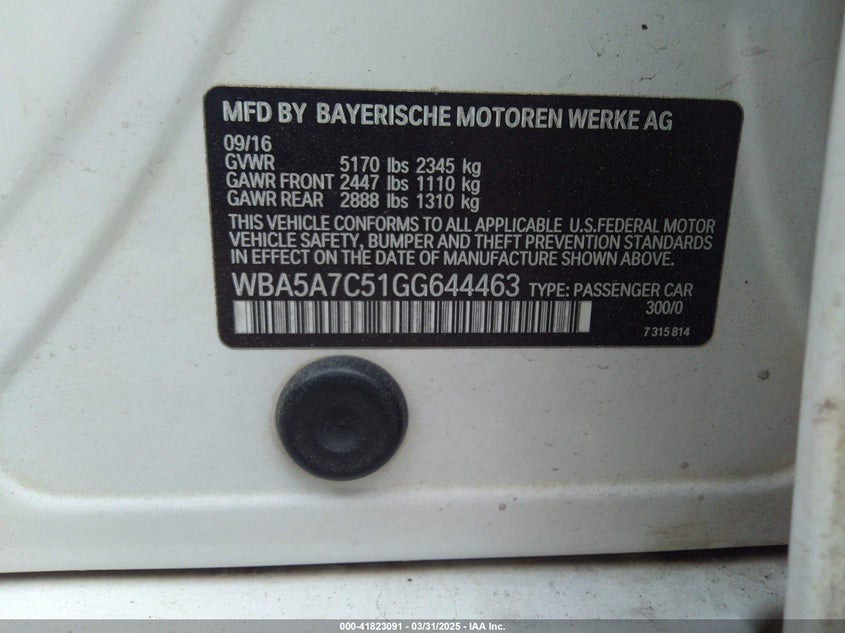 MFD BY BAYERISCHE MOTOREN WERKE AG
09/16
GVWR 5170 lbs 2345 kg
GAWR FRONT 2447 lbs 1110 kg
GAWR REAR 2888 lbs 1310 kg
THIS VEHICLE CONFORMS TO ALL APPLICABLE U.S.FEDERAL MOTOR
VEHICLE SAFETY, BUMPER AND THEFT PREVENTION STANDARDS
IN EFFECT ON THE DATE OF MANUFACTURE SHOWN ABOVE.
WBA5A7C51GG644463 TYPE: PASSENGER CAR
300/0
7 315 814
000-41823091 - 03/31/2025 - IAA Inc.